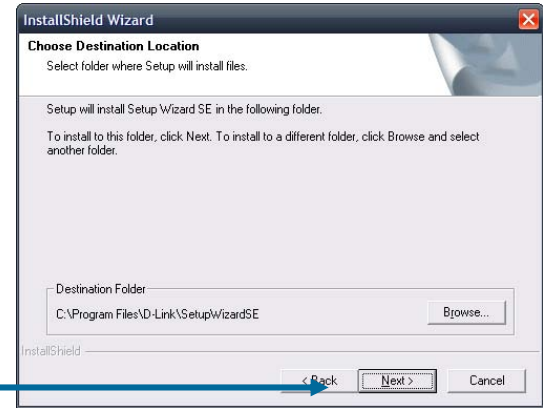 InstallShield Wizard
Choose Destination Location
Select folder where Setup will install files.
Setup will install Setup Wizard SE in the following folder.
To install to this folder, click Next. To install to a different folder, click Browse and select
another folder.
Destination Folder
C:\Program Files\D-Link\SetupWizardSE
Browse...
InstallShield
< Back Next > Cancel